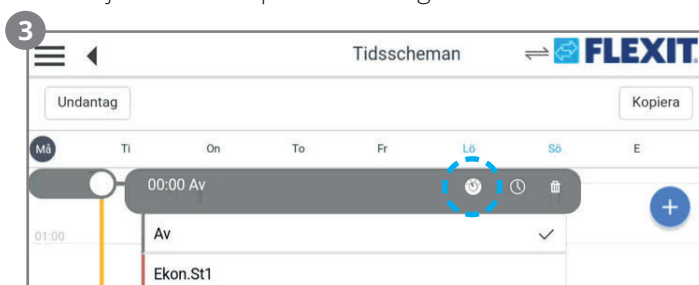 3
Tidsscheman
FLEXIT
Undantag
Kopiera
Må Ti On To Fr Lö Sö E
00:00 Av
01:00
Av
Ekon.St1